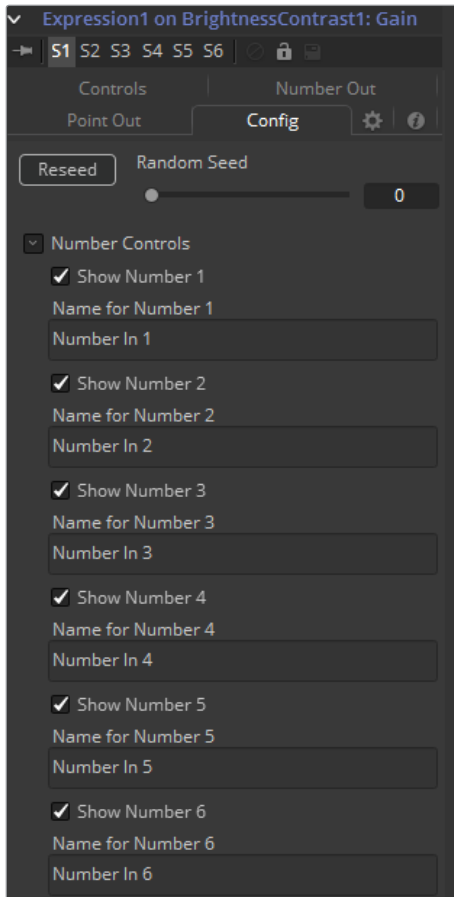 Expression1 on BrightnessContrast1: Gain
S1 S2 S3 S4 S5 S6
Controls Number Out
Point Out Config
Reseed Random Seed
0
Number Controls
Show Number 1
Name for Number 1
Number In 1
Show Number 2
Name for Number 2
Number In 2
Show Number 3
Name for Number 3
Number In 3
Show Number 4
Name for Number 4
Number In 4
Show Number 5
Name for Number 5
Number In 5
Show Number 6
Name for Number 6
Number In 6